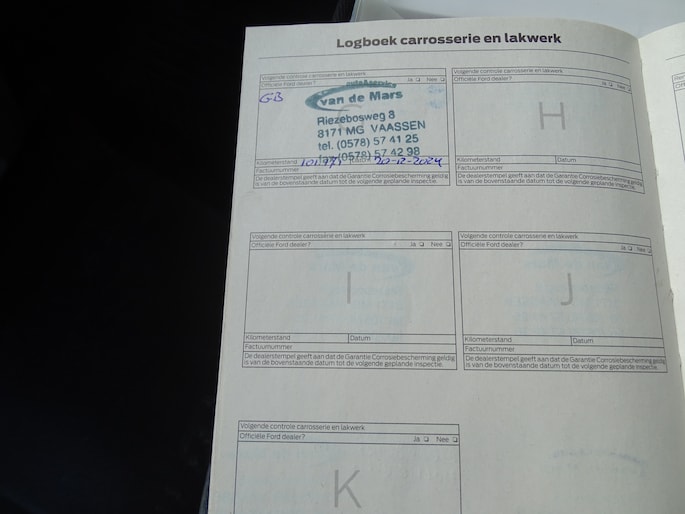 Logboek carrosserie en lakwerk
Volgende controle carrosserie en lakwerk
Officiële Ford dealer? Ja Nee
GB
auto&service
van de Mars
Riezebosweg 8
8171 MG VAASSEN
tel. (0578) 57 41 25
fax (0578) 57 42 98
Kilometerstand 101.971 20-12-2024
Factuurnummer
De dealerstempel geeft aan dat de Garantie Corrosiebescherming geldig
is van de bovenstaande datum tot de volgende geplande inspectie.
Volgende controle carrosserie en lakwerk
Officiële Ford dealer? Ja Nee
H
Kilometerstand Datum
Factuurnummer
De dealerstempel geeft aan dat de Garantie Corrosiebescherming geldig
is van de bovenstaande datum tot de volgende geplande inspectie.
Volgende controle carrosserie en lakwerk
Officiële Ford dealer? Ja Nee
I
Kilometerstand Datum
Factuurnummer
De dealerstempel geeft aan dat de Garantie Corrosiebescherming geldig
is van de bovenstaande datum tot de volgende geplande inspectie.
Volgende controle carrosserie en lakwerk
Officiële Ford dealer? Ja Nee
J
Kilometerstand Datum
Factuurnummer
De dealerstempel geeft aan dat de Garantie Corrosiebescherming geldig
is van de bovenstaande datum tot de volgende geplande inspectie.
Volgende controle carrosserie en lakwerk
Officiële Ford dealer? Ja Nee
K